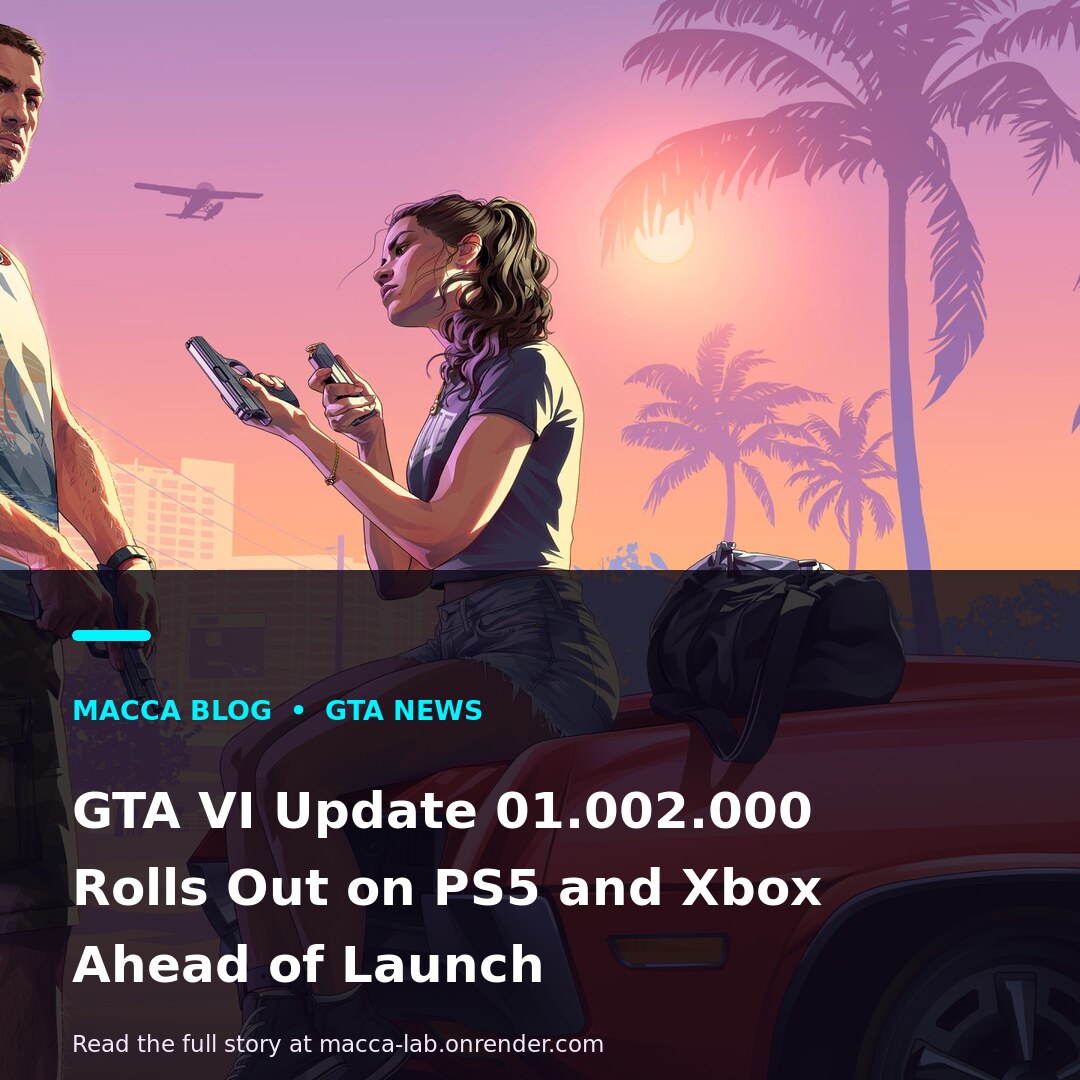 MACCA BLOG • GTA NEWS
GTA VI Update 01.002.000
Rolls Out on PS5 and Xbox
Ahead of Launch
Read the full story at macca-lab.onrender.com